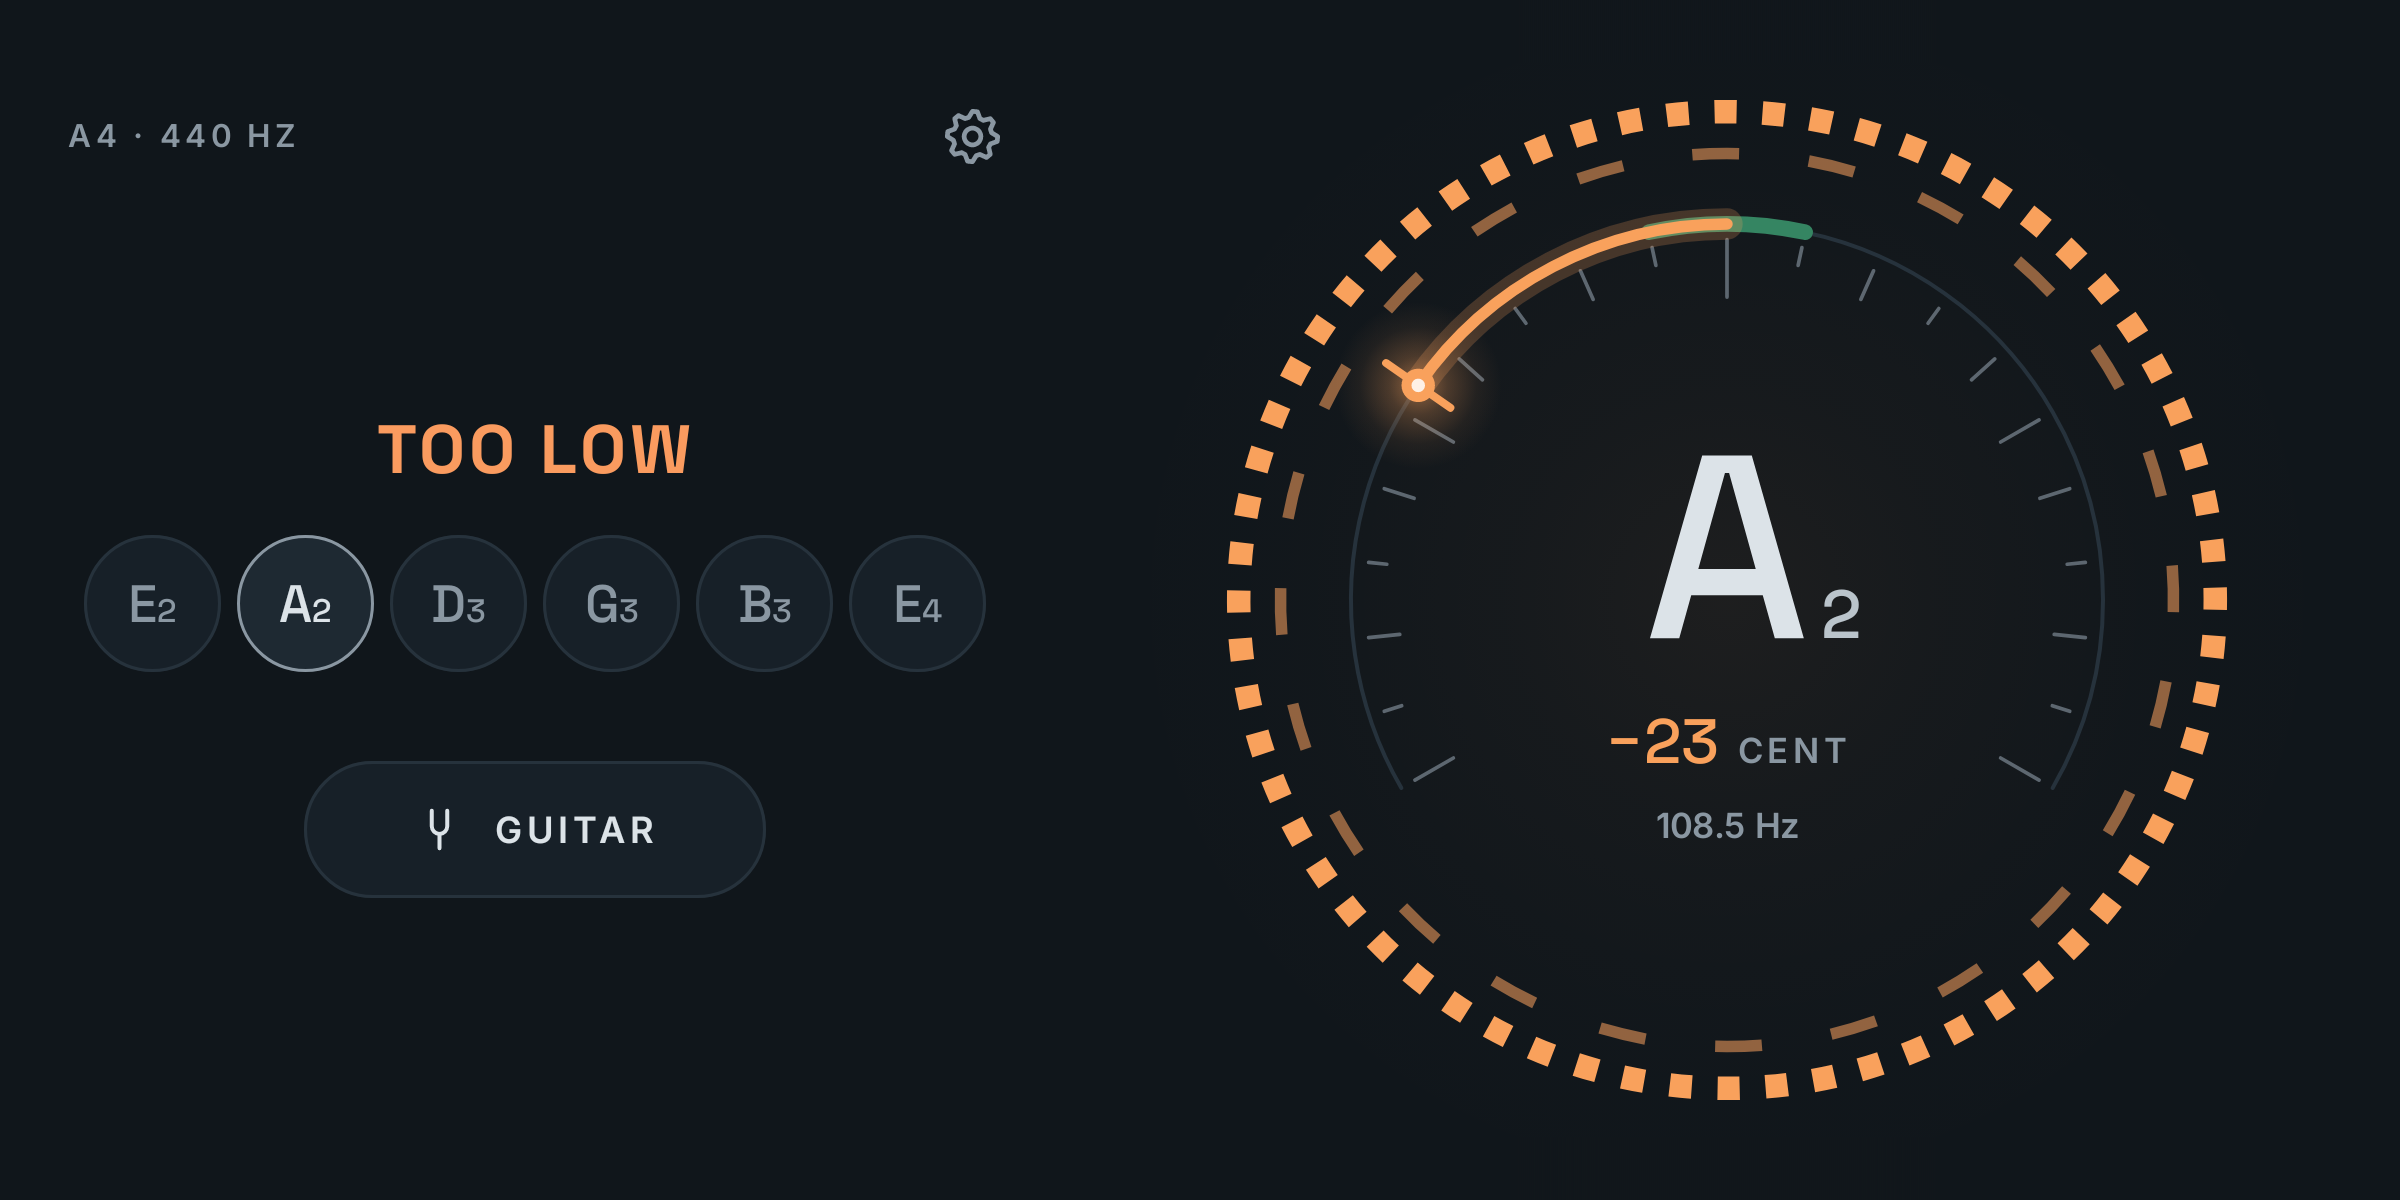 A4 · 440 HZ
TOO LOW
E2 A2 D3 G3 B3 E4
GUITAR
A2
-23 CENT
108.5 Hz